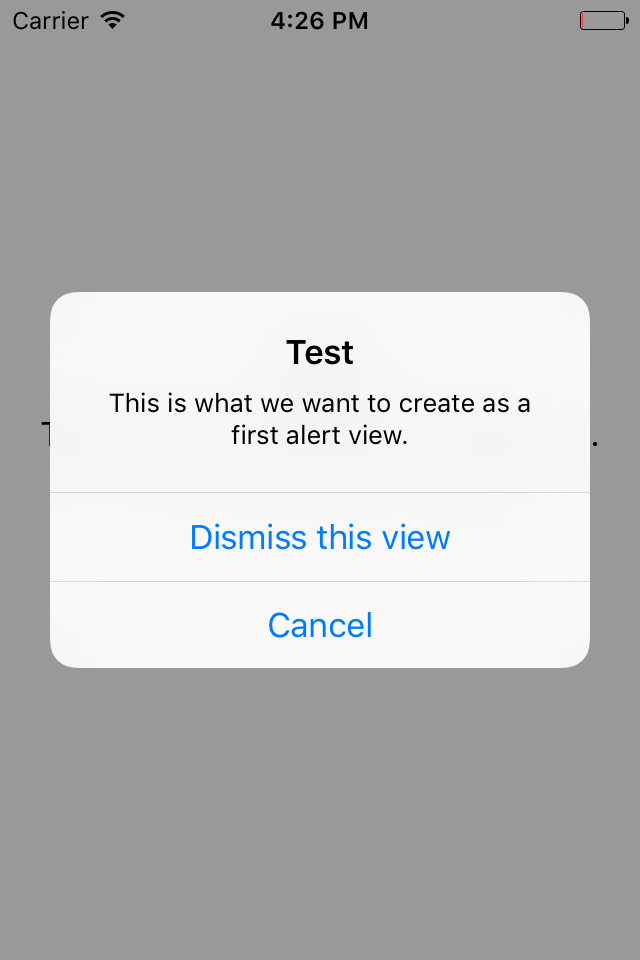 Carrier 4:26 PM
Test
This is what we want to create as a
first alert view.
Dismiss this view
Cancel